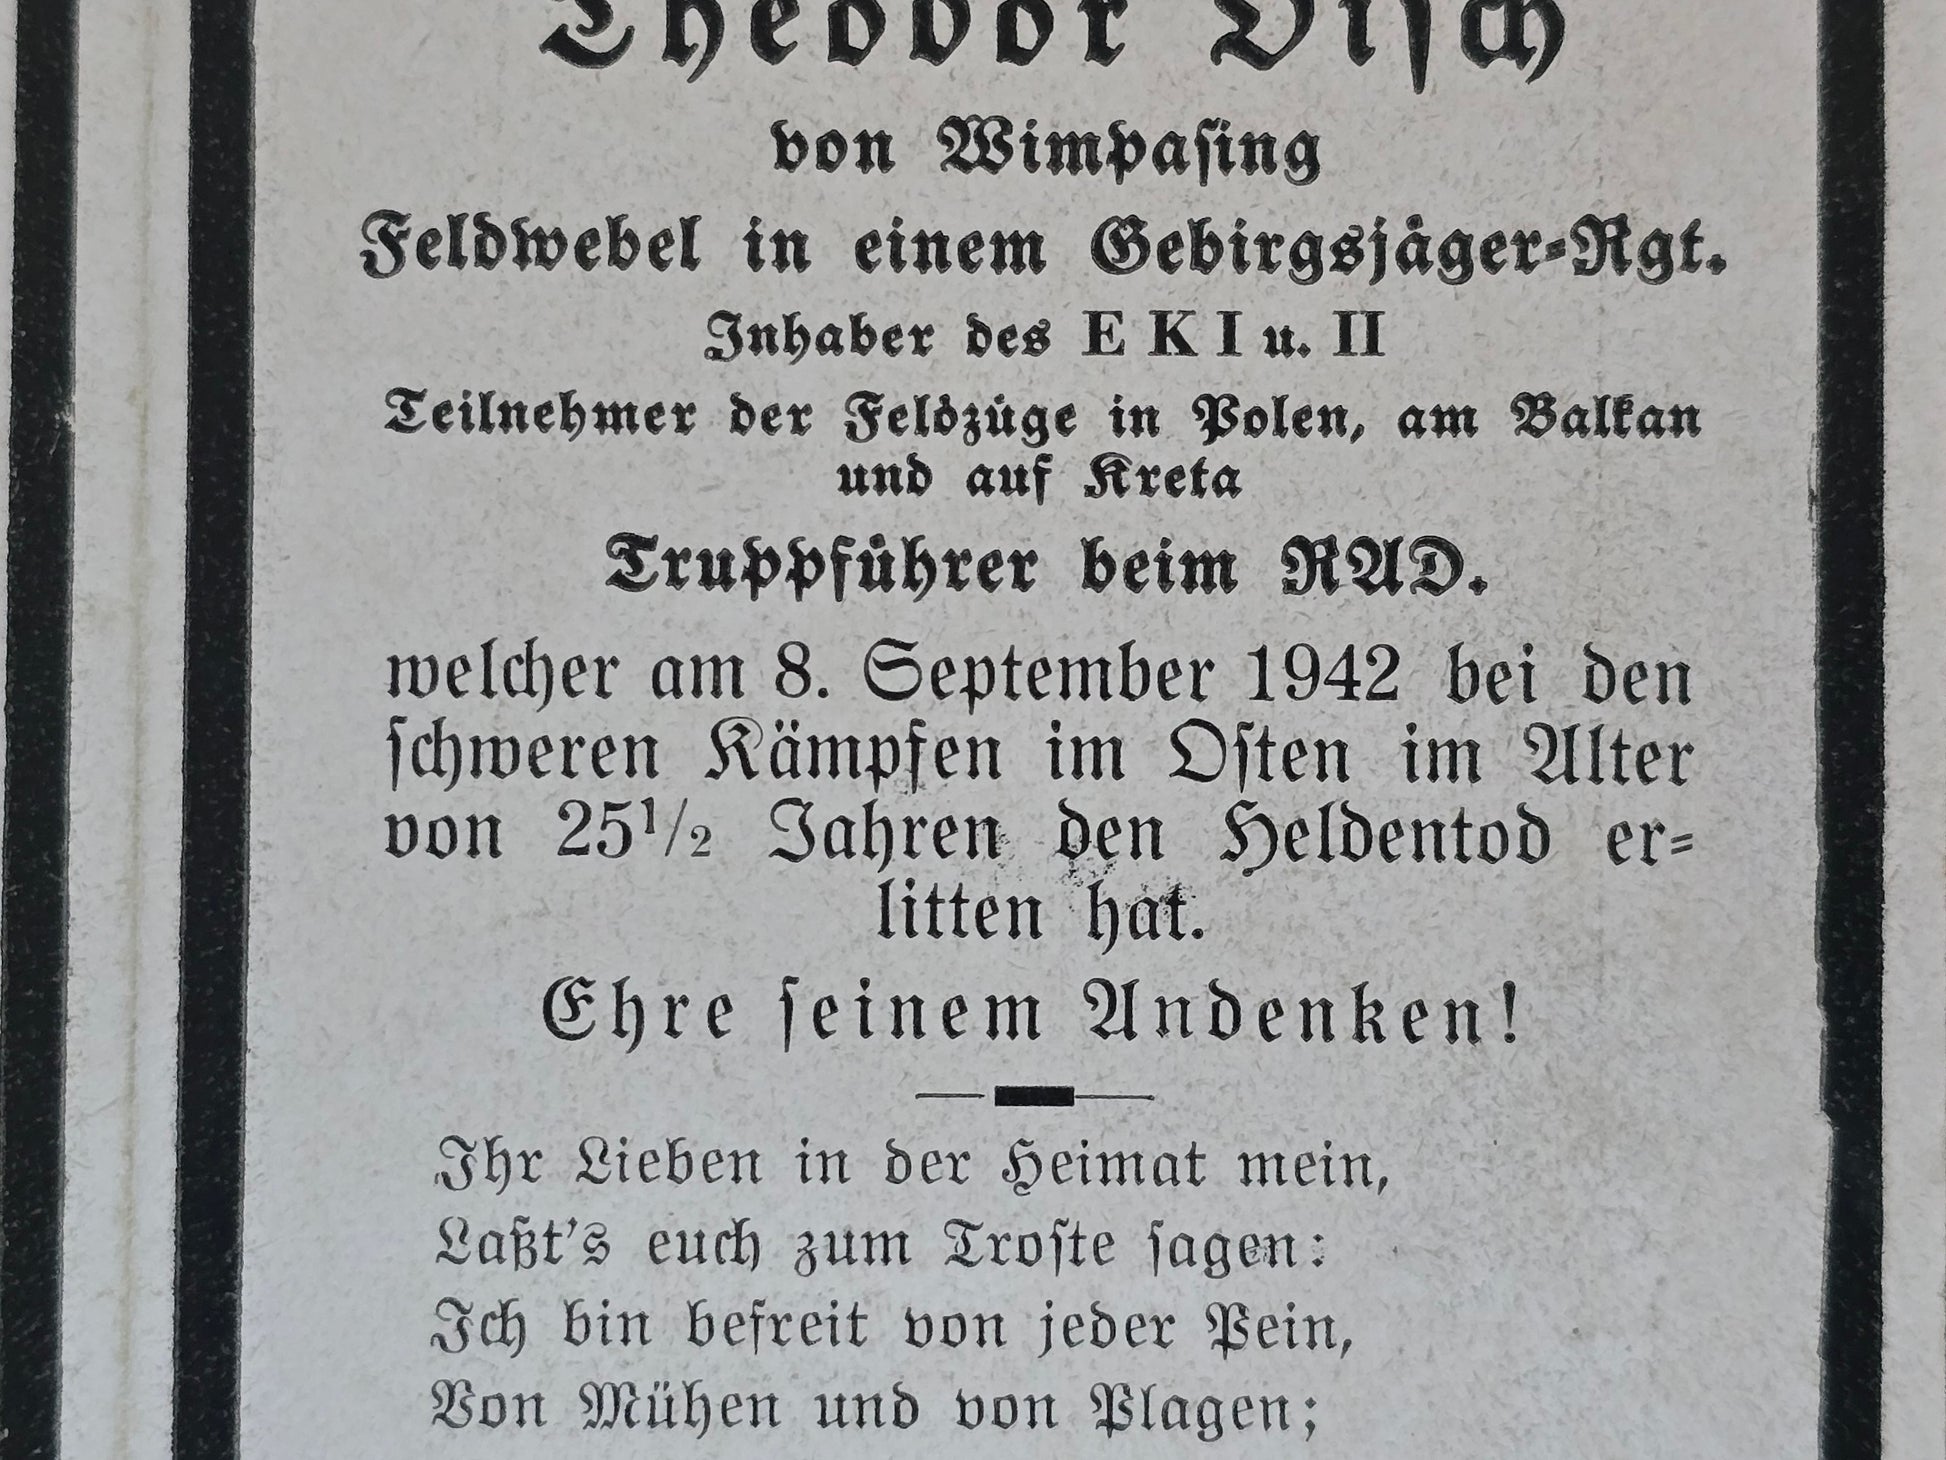 Theodor Disch
von Wimpasing
Feldwebel in einem Gebirgsjäger-Rgt.
Inhaber des E K I u. II
Teilnehmer der Feldzüge in Polen, am Balkan
und auf Kreta
Truppführer beim RAD.
welcher am 8. September 1942 bei den
schweren Kämpfen im Osten im Alter
von 25½ Jahren den Heldentod er-
litten hat.
Ehre seinem Andenken!
Ihr Lieben in der Heimat mein,
Laßt's euch zum Troste sagen:
Ich bin befreit von jeder Pein,
Von Mühen und von Plagen;